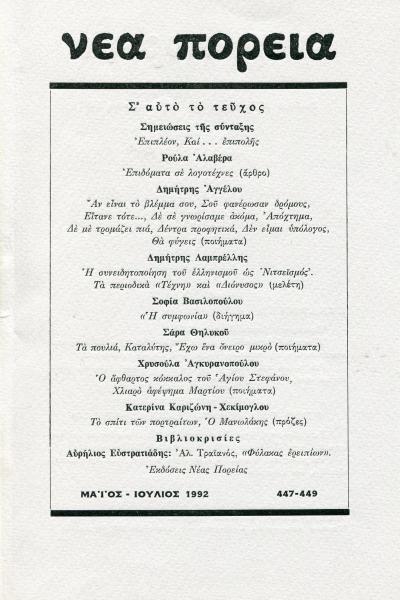 νεα πορεια
Σ' αὐτὸ τὸ τεῦχος
Σημειώσεις τῆς σύνταξης
Ἐπιπλέον, Καί... ἐπιπολῆς
Ρούλα Ἀλαβέρα
Ἐπιδόματα σὲ λογοτέχνες (ἄρθρο)
Δημήτρης Ἀγγέλου
Ἂν εἶναι τὸ βλέμμα σου, Σοῦ φανέρωσαν δρόμους,
Εἴτανε τότε..., Δὲ σὲ γνωρίσαμε ἀκόμα, Ἀπόχτημα,
Δὲ μὲ τρομάζει πιά, Δέντρα προφητικά, Δὲν εἶμαι ὑπόλογος,
Θὰ φύγεις (ποιήματα)
Δημήτρης Λαμπρέλλης
Ἡ συνειδητοποίηση τοῦ ἑλληνισμοῦ ὡς 'Νιτσεϊσμός'.
Τὰ περιοδικὰ «Τέχνη» καὶ «Διόνυσος» (μελέτη)
Σοφία Βασιλοπούλου
«Ἡ συμφωνία» (διήγημα)
Σάρα Θηλυκοῦ
Τὰ πουλιά, Καταλύτης, Ἔχω ἕνα ὄνειρο μικρὸ (ποιήματα)
Χρυσούλα Ἀγκυρανοπούλου
Ὁ ἄφθαρτος κόκκαλος τοῦ Ἁγίου Στεφάνου,
Χλιαρὸ ἀφέψημα Μαρτίου (ποιήματα)
Κατερίνα Καριζώνη - Χεκίμογλου
Τὸ σπίτι τῶν πορτραίτων, Ὁ Μανωλάκης (πρόζες)
Βιβλιοκρισίες
Αὐρήλιος Εὐστρατιάδης: Ἀλ. Τραϊανός, «Φύλακας ἐρειπίων».
Ἐκδόσεις Νέας Πορείας
ΜΑΪΟΣ - ΙΟΥΛΙΟΣ 1992 447-449